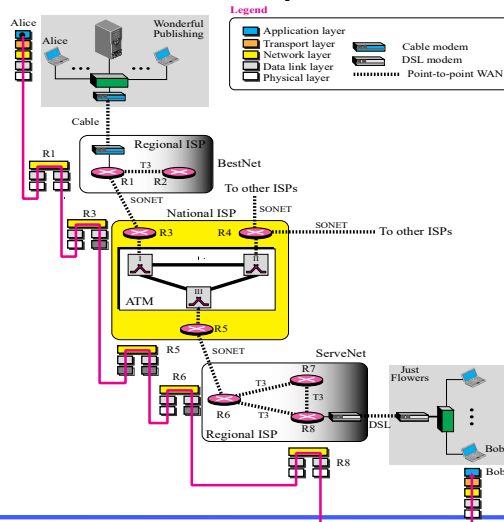 Legend
Alice
Wonderful
Publishing
Alice
Application layer
Transport layer
Network layer
Data link layer
Physical layer
Cable modem
DSL modem
Point-to-point WAN
Cable
Regional ISP
T3
BestNet
R1
R2
R1
SONET
To other ISPs
SONET
R3
National ISP
SONET
R3
R4
To other ISPs
I
II
III
ATM
R5
SONET
R5
ServeNet
R6
R7
T3
T3
T3
R6
R8
Regional ISP
DSL
Just
Flowers
Bob
R8
Bob